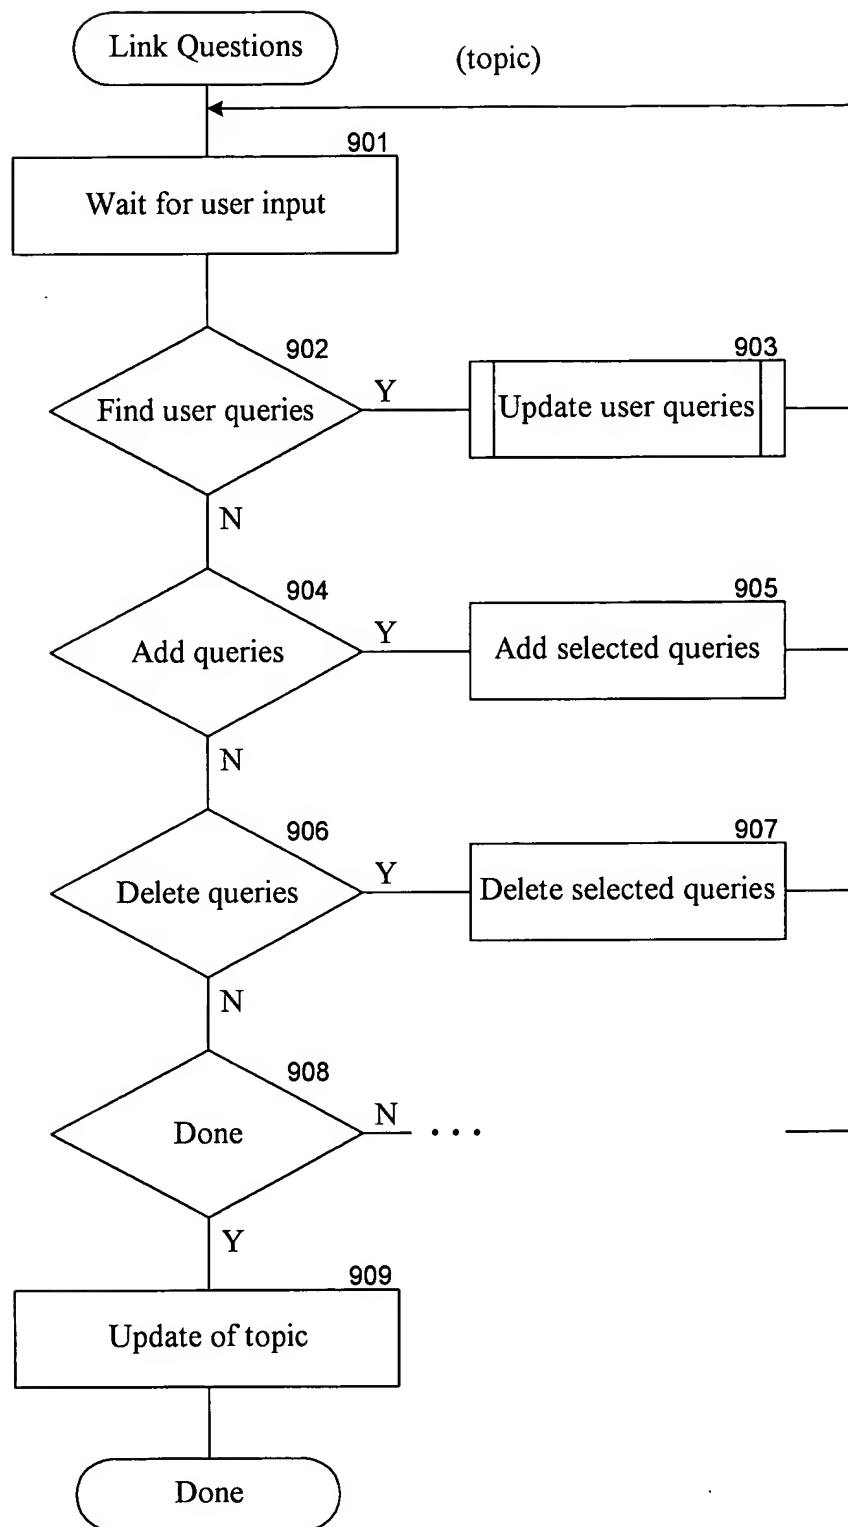 Link Questions
(topic)
901
Wait for user input
902
Find user queries
Y
903
Update user queries
N
904
Add queries
Y
905
Add selected queries
N
906
Delete queries
Y
907
Delete selected queries
N
908
Done
N
...
Y
909
Update of topic
Done